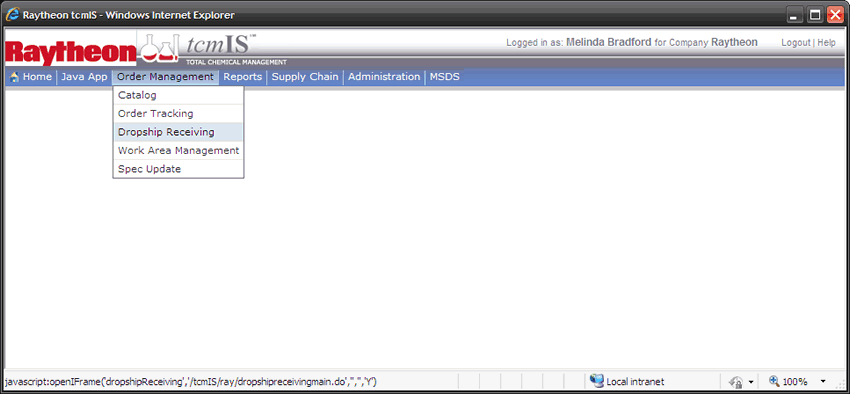 Raytheon tcmIS - Windows Internet Explorer
Raytheon tcmIS™ TOTAL CHEMICAL MANAGEMENT
Logged in as: Melinda Bradford for Company Raytheon Logout | Help
Home Java App Order Management Reports Supply Chain Administration MSDS
Catalog
Order Tracking
Dropship Receiving
Work Area Management
Spec Update
javascript:openIFrame('dropshipReceiving','/tcmIS/ray/dropshipreceivingmain.do','','','Y') Local intranet 100%